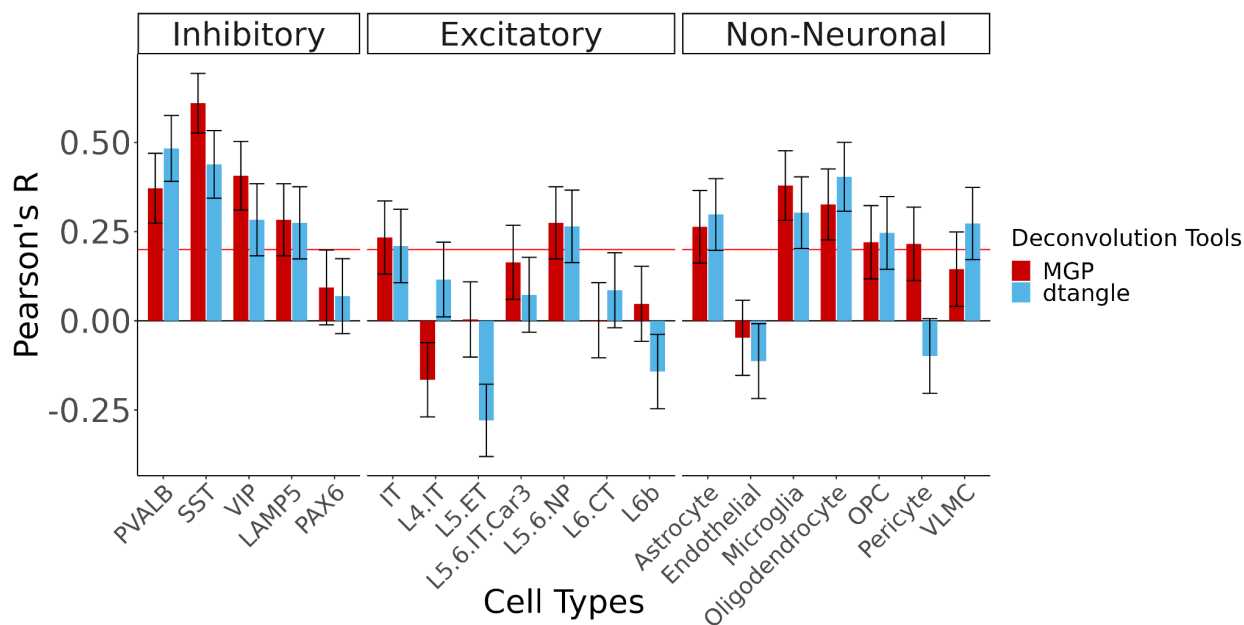 Inhibitory
Excitatory
Non-Neuronal
Pearson's R
0.50
0.25
0.00
-0.25
PVALB
SST
VIP
LAMP5
PAX6
IT
L4.IT
L5.ET
L5.6.IT.Car3
L5.6.NP
L6.CT
L6b
Astrocyte
Endothelial
Microglia
Oligodendrocyte
OPC
Pericyte
VLMC
Cell Types
Deconvolution Tools
MGP
dtangle